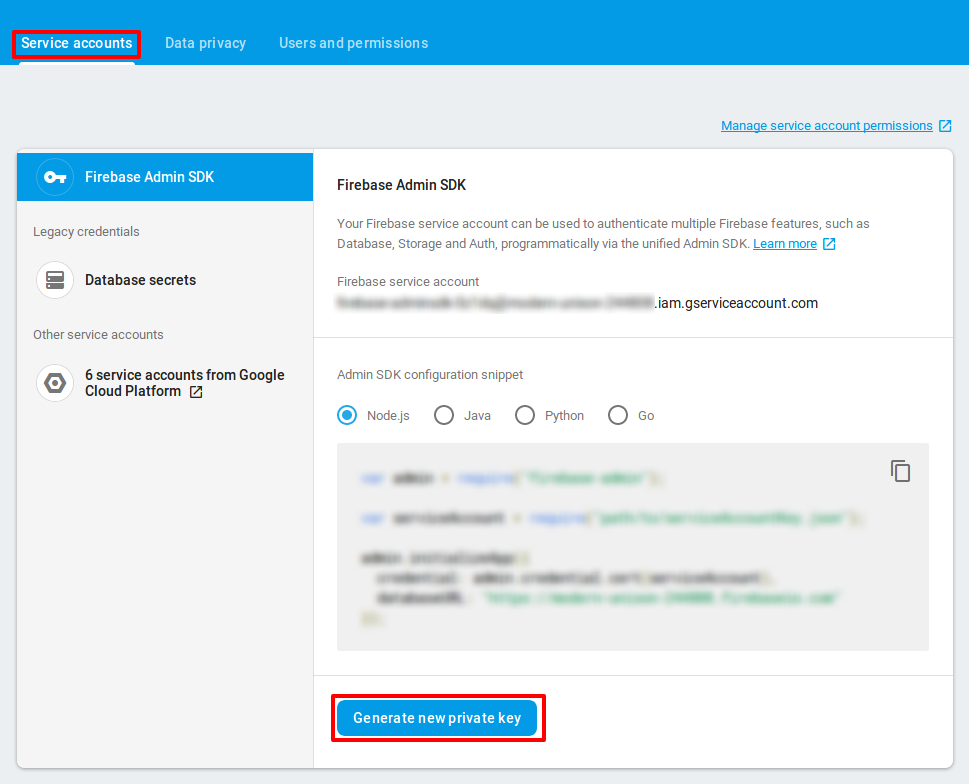 Service accounts
Data privacy
Users and permissions
Manage service account permissions
Firebase Admin SDK
Legacy credentials
Database secrets
Other service accounts
6 service accounts from Google
Cloud Platform
Firebase Admin SDK
Your Firebase service account can be used to authenticate multiple Firebase features, such as
Database, Storage and Auth, programmatically via the unified Admin SDK. Learn more
Firebase service account
.iam.gserviceaccount.com
Admin SDK configuration snippet
Node.js
Java
Python
Go
Generate new private key